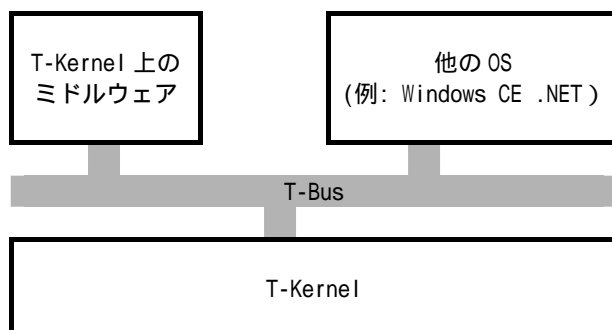 T-Kernel 上の
ミドルウェア
他の OS
(例: Windows CE .NET )
T-Bus
T-Kernel